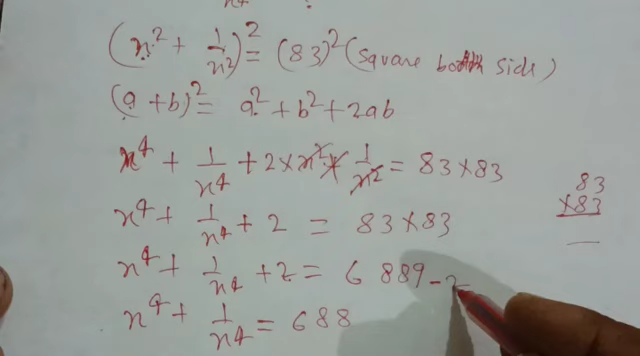 (x² + 1/x²)² = (83)² (square both side)
(a + b)² = a² + b² + 2ab
x⁴ + 1/x⁴ + 2 × x² × 1/x² = 83 × 83
x⁴ + 1/x⁴ + 2 = 83 × 83
83
×83
x⁴ + 1/x⁴ + 2 = 6889 - 2
x⁴ + 1/x⁴ = 688